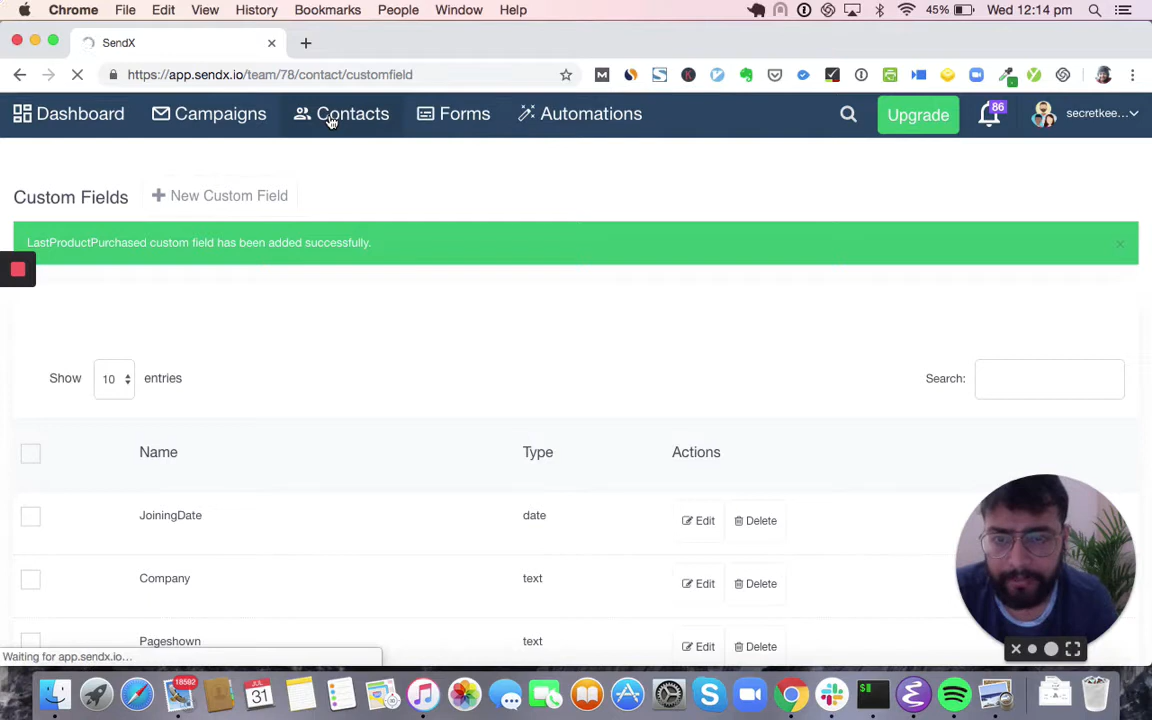 Chrome File Edit View History Bookmarks People Window Help 45% Wed 12:14 pm
SendX
https://app.sendx.io/team/78/contact/customfield
Dashboard Campaigns Contacts Forms Automations Upgrade 86 secretkee...
Custom Fields New Custom Field
LastProductPurchased custom field has been added successfully.
Show 10 entries Search:
Name Type Actions
JoiningDate date Edit Delete
Company text Edit Delete
Pageshown text Edit Delete
Waiting for app.sendx.io...
18592
JUL
31